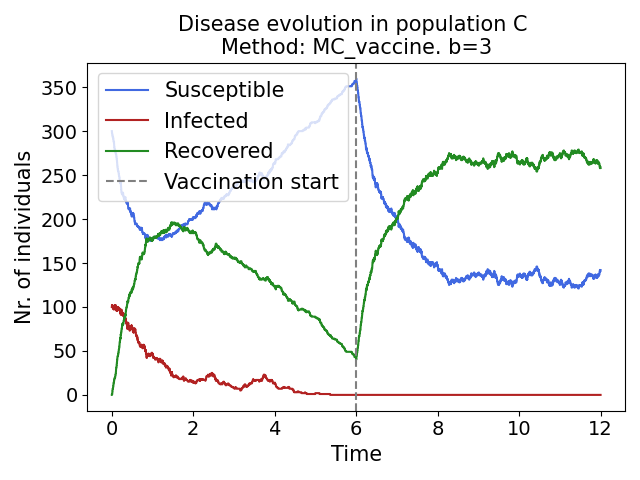 Disease evolution in population C
Method: MC_vaccine. b=3
Susceptible
Infected
Recovered
Vaccination start
Nr. of individuals
350
300
250
200
150
100
50
0
0 2 4 6 8 10 12
Time